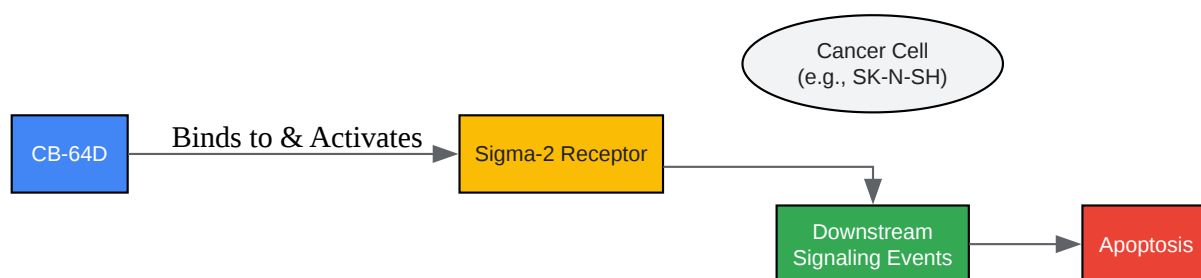 Cancer Cell
(e.g., SK-N-SH)
CB-64D
Binds to & Activates
Sigma-2 Receptor
Downstream
Signaling Events
Apoptosis